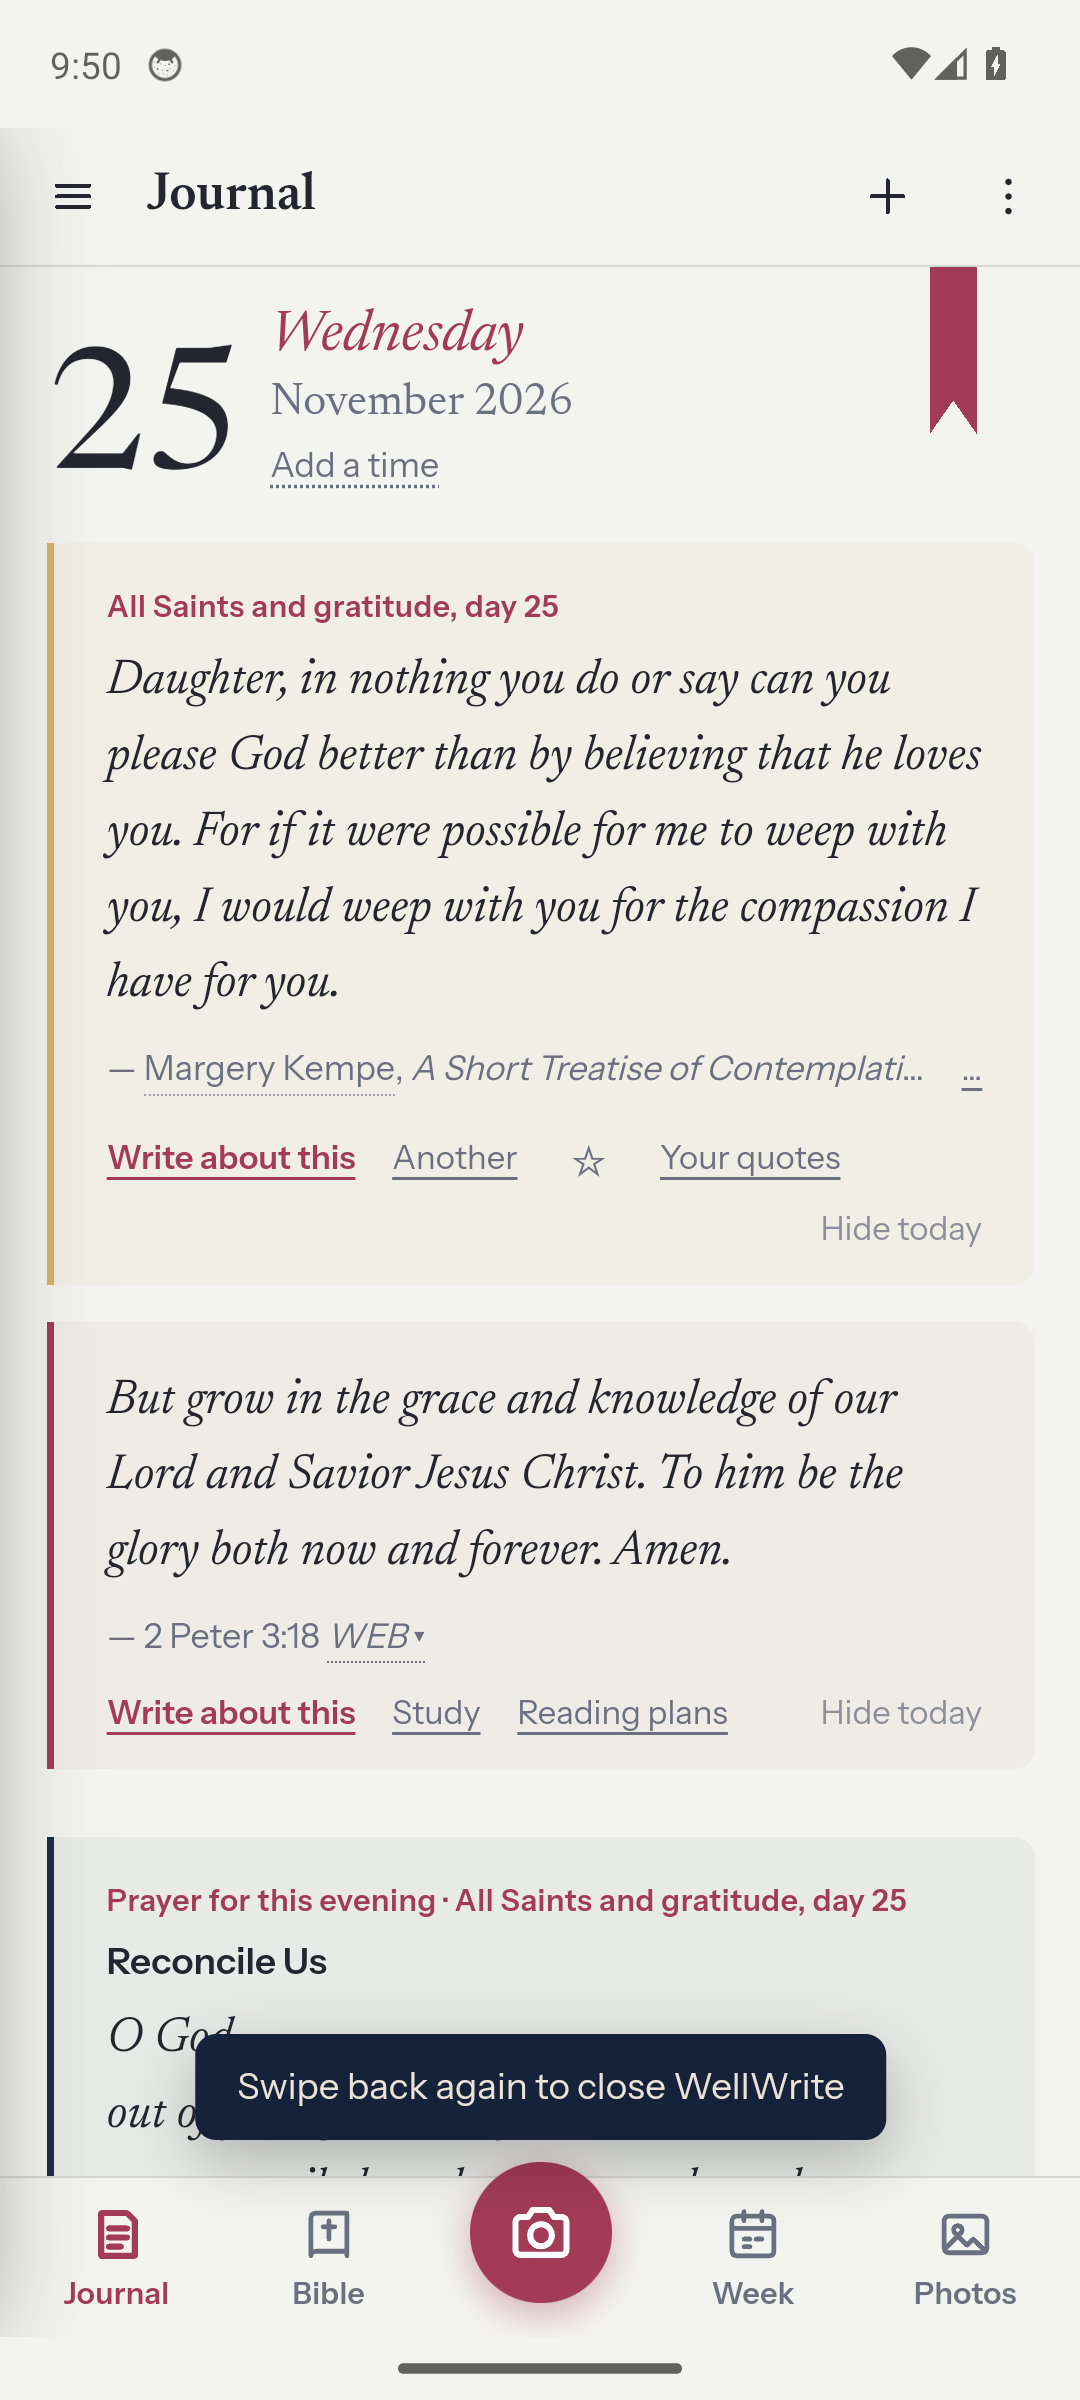 9:50
Journal
25
Wednesday
November 2026
Add a time
All Saints and gratitude, day 25
Daughter, in nothing you do or say can you
please God better than by believing that he loves
you. For if it were possible for me to weep with
you, I would weep with you for the compassion I
have for you.
— Margery Kempe, A Short Treatise of Contemplati... ...
Write about this Another ☆ Your quotes
Hide today
But grow in the grace and knowledge of our
Lord and Savior Jesus Christ. To him be the
glory both now and forever. Amen.
— 2 Peter 3:18 WEB ▾
Write about this Study Reading plans Hide today
Prayer for this evening · All Saints and gratitude, day 25
Reconcile Us
O God
out
Swipe back again to close WellWrite
Journal Bible Week Photos